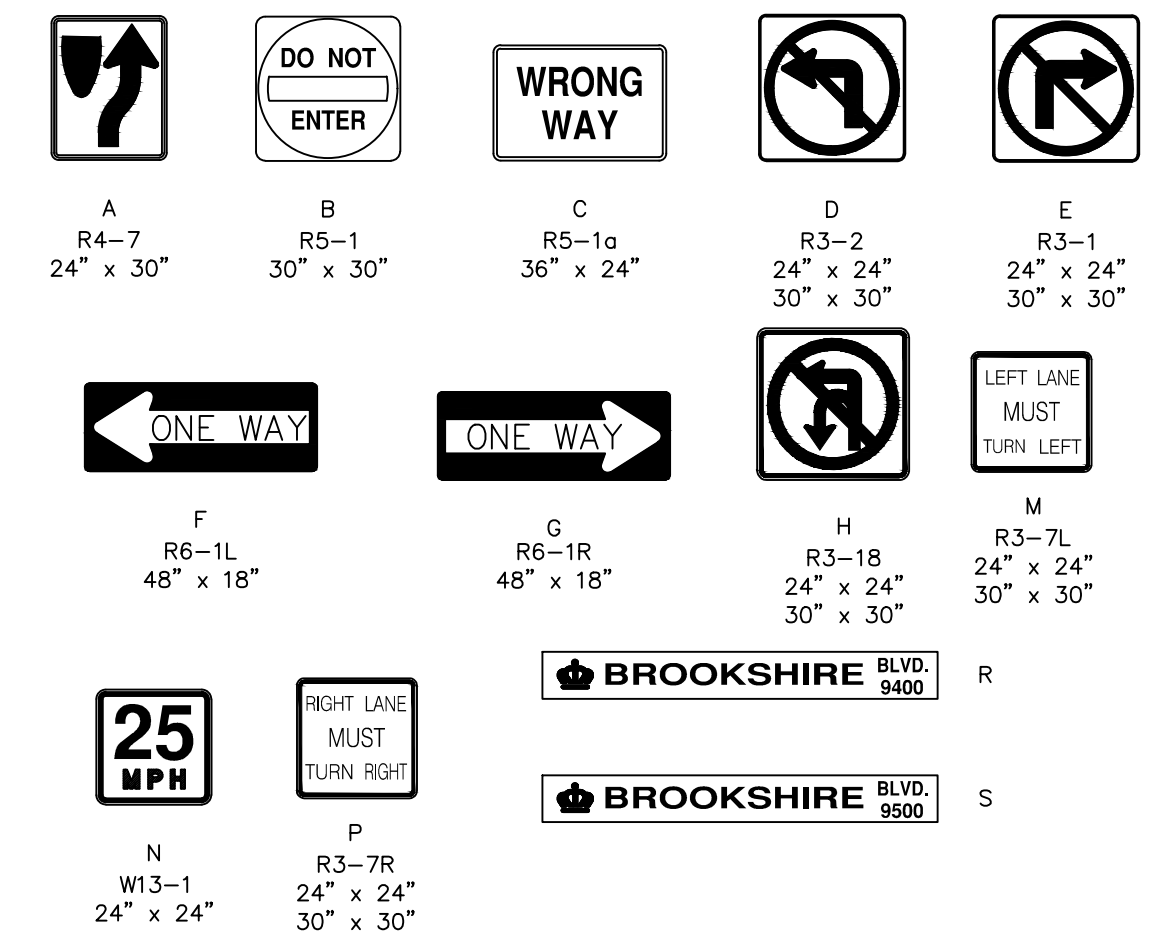 DO NOT
ENTER
WRONG
WAY
A
R4-7
24" x 30"
B
R5-1
30" x 30"
C
R5-1a
36" x 24"
D
R3-2
24" x 24"
30" x 30"
E
R3-1
24" x 24"
30" x 30"
ONE WAY
F
R6-1L
48" x 18"
ONE WAY
G
R6-1R
48" x 18"
H
R3-18
24" x 24"
30" x 30"
LEFT LANE
MUST
TURN LEFT
M
R3-7L
24" x 24"
30" x 30"
25
MPH
N
W13-1
24" x 24"
RIGHT LANE
MUST
TURN RIGHT
P
R3-7R
24" x 24"
30" x 30"
BROOKSHIRE BLVD.
9400
R
BROOKSHIRE BLVD.
9500
S